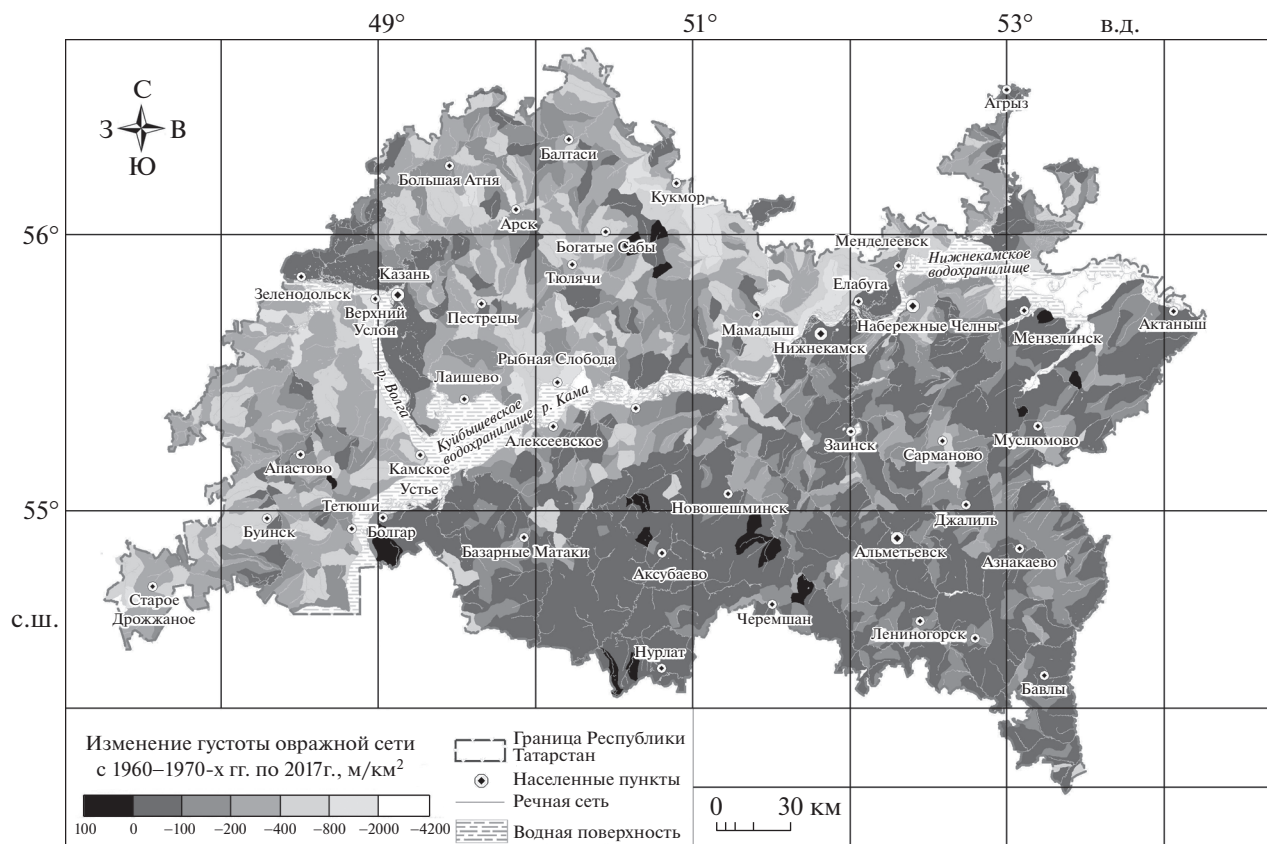 49°
51°
53°
в.д.
С
З
В
Ю
Агрыз
Балтаси
Большая Атня
Кукмор
Арск
56°
Богатые Сабы
Менделеевск
Тюлячи
Нижнекамское
водохранилище
Казань
Елабуга
Зеленодольск
Верхний
Услон
Пестрецы
Набережные Челны
Актаныш
Мамадыш
Мензелинск
Нижнекамск
Рыбная Слобода
р. Волга
Лаишево
Куйбышевское
водохранилище
р. Кама
Алексеевское
Заинск
Муслюмово
Сарманово
Апастово
Камское
Устье
55°
Тетюши
Новошешминск
Джалиль
Буинск
Болгар
Базарные Матаки
Альметьевск
Азнакаево
Аксубаево
Старое
Дрожжаное
с.ш.
Черемшан
Лениногорск
Нурлат
Бавлы
Изменение густоты овражной сети
с 1960–1970-х гг. по 2017г., м/км²
100 0 –100 –200 –400 –800 –2000 –4200
Граница Республики
Татарстан
Населенные пункты
Речная сеть
Водная поверхность
0 30 км